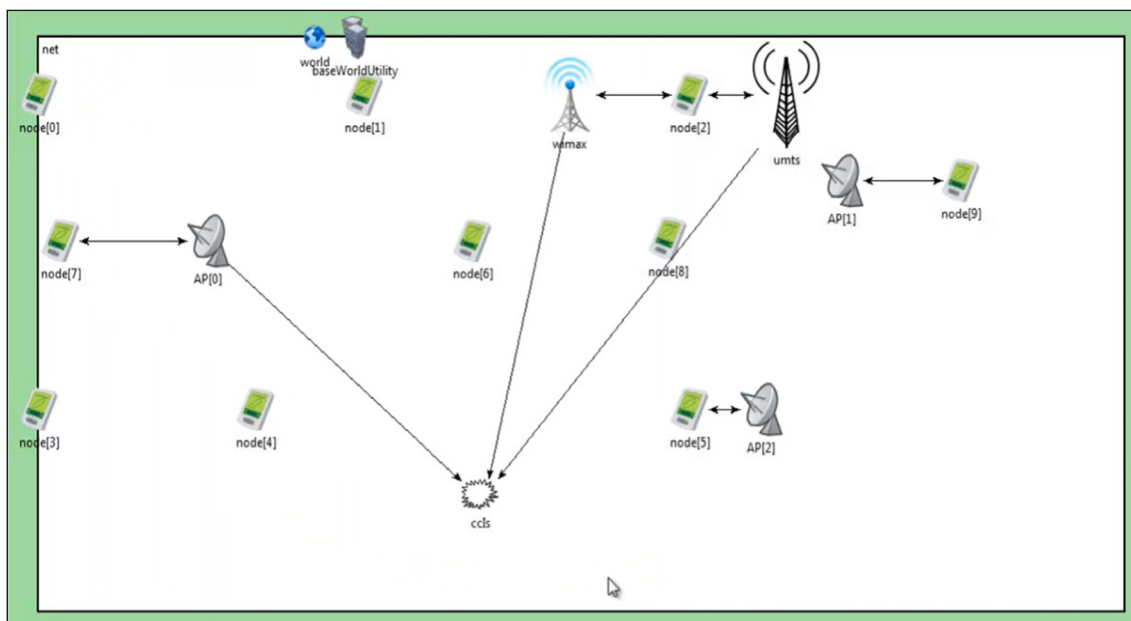 net
world
baseWorldUtility
node[0]
node[1]
wimax
node[2]
umts
AP[1]
node[9]
node[7]
AP[0]
node[6]
node[8]
node[3]
node[4]
node[5]
AP[2]
ccIs